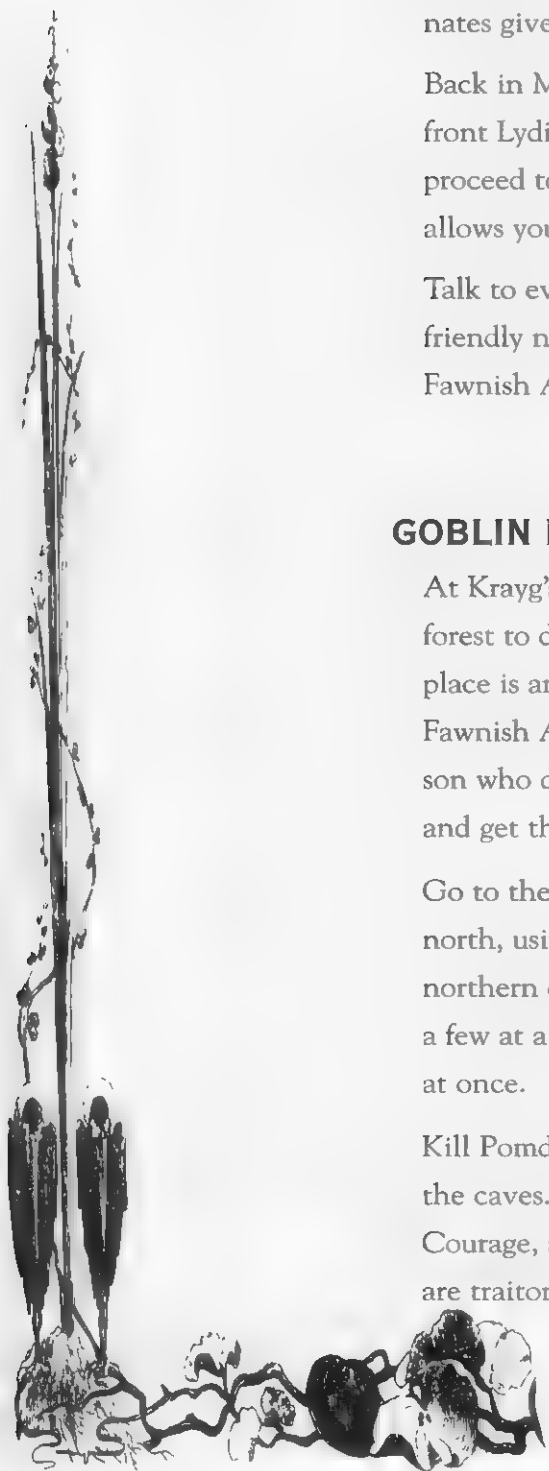 nates give
Back in M
front Lydi
proceed to
allows you
Talk to ev
friendly n
Fawnish A
GOBLIN
At Krayg's
forest to d
place is ar
Fawnish A
son who
and get th
Go to the
north, usi
northern
a few at a
at once.
Kill Pomd
the caves.
Courage,
are traitor